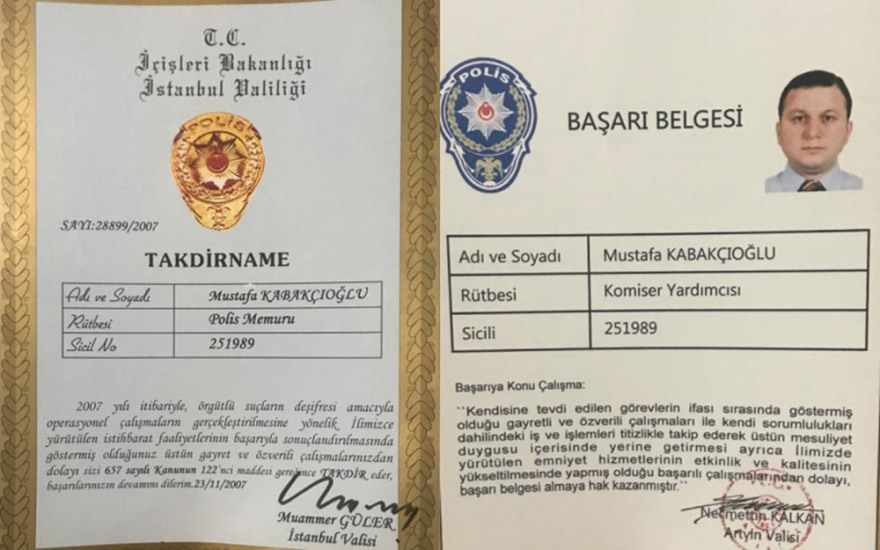 T.C.
İçişleri Bakanlığı
İstanbul Valiliği
POLİS
SAYI:28899/2007
TAKDİRNAME
Adı ve Soyadı Mustafa KABAKÇIOĞLU
Rütbesi Polis Memuru
Sicil No 251989
2007 yılı itibariyle, örgütlü suçların deşifresi amacıyla
operasyonel çalışmaların gerçekleştirilmesine yönelik İlimizce
yürütülen istihbarat faaliyetlerinin başarıyla sonuçlandırılmasında
göstermiş olduğunuz üstün gayret ve özverili çalışmalarınızdan
dolayı sizi 657 sayılı Kanunun 122'nci maddesi gereğince TAKDİR eder,
başarılarınızın devamını dilerim.23/11/2007
Muammer GÜLER
İstanbul Valisi
POLİS
BAŞARI BELGESİ
Adı ve Soyadı Mustafa KABAKÇIOĞLU
Rütbesi Komiser Yardımcısı
Sicili 251989
Başarıya Konu Çalışma:
``Kendisine tevdi edilen görevlerin ifası sırasında göstermiş
olduğu gayretli ve özverili çalışmaları ile kendi sorumlulukları
dahilindeki iş ve işlemleri titizlikle takip ederek üstün mesuliyet
duygusu içerisinde yerine getirmesi ayrıca İlimizde
yürütülen emniyet hizmetlerinin etkinlik ve kalitesinin
yükseltilmesinde yapmış olduğu başarılı çalışmalarından dolayı,
başarı belgesi almaya hak kazanmıştır.``
Necmettin KALKAN
Artvin Valisi